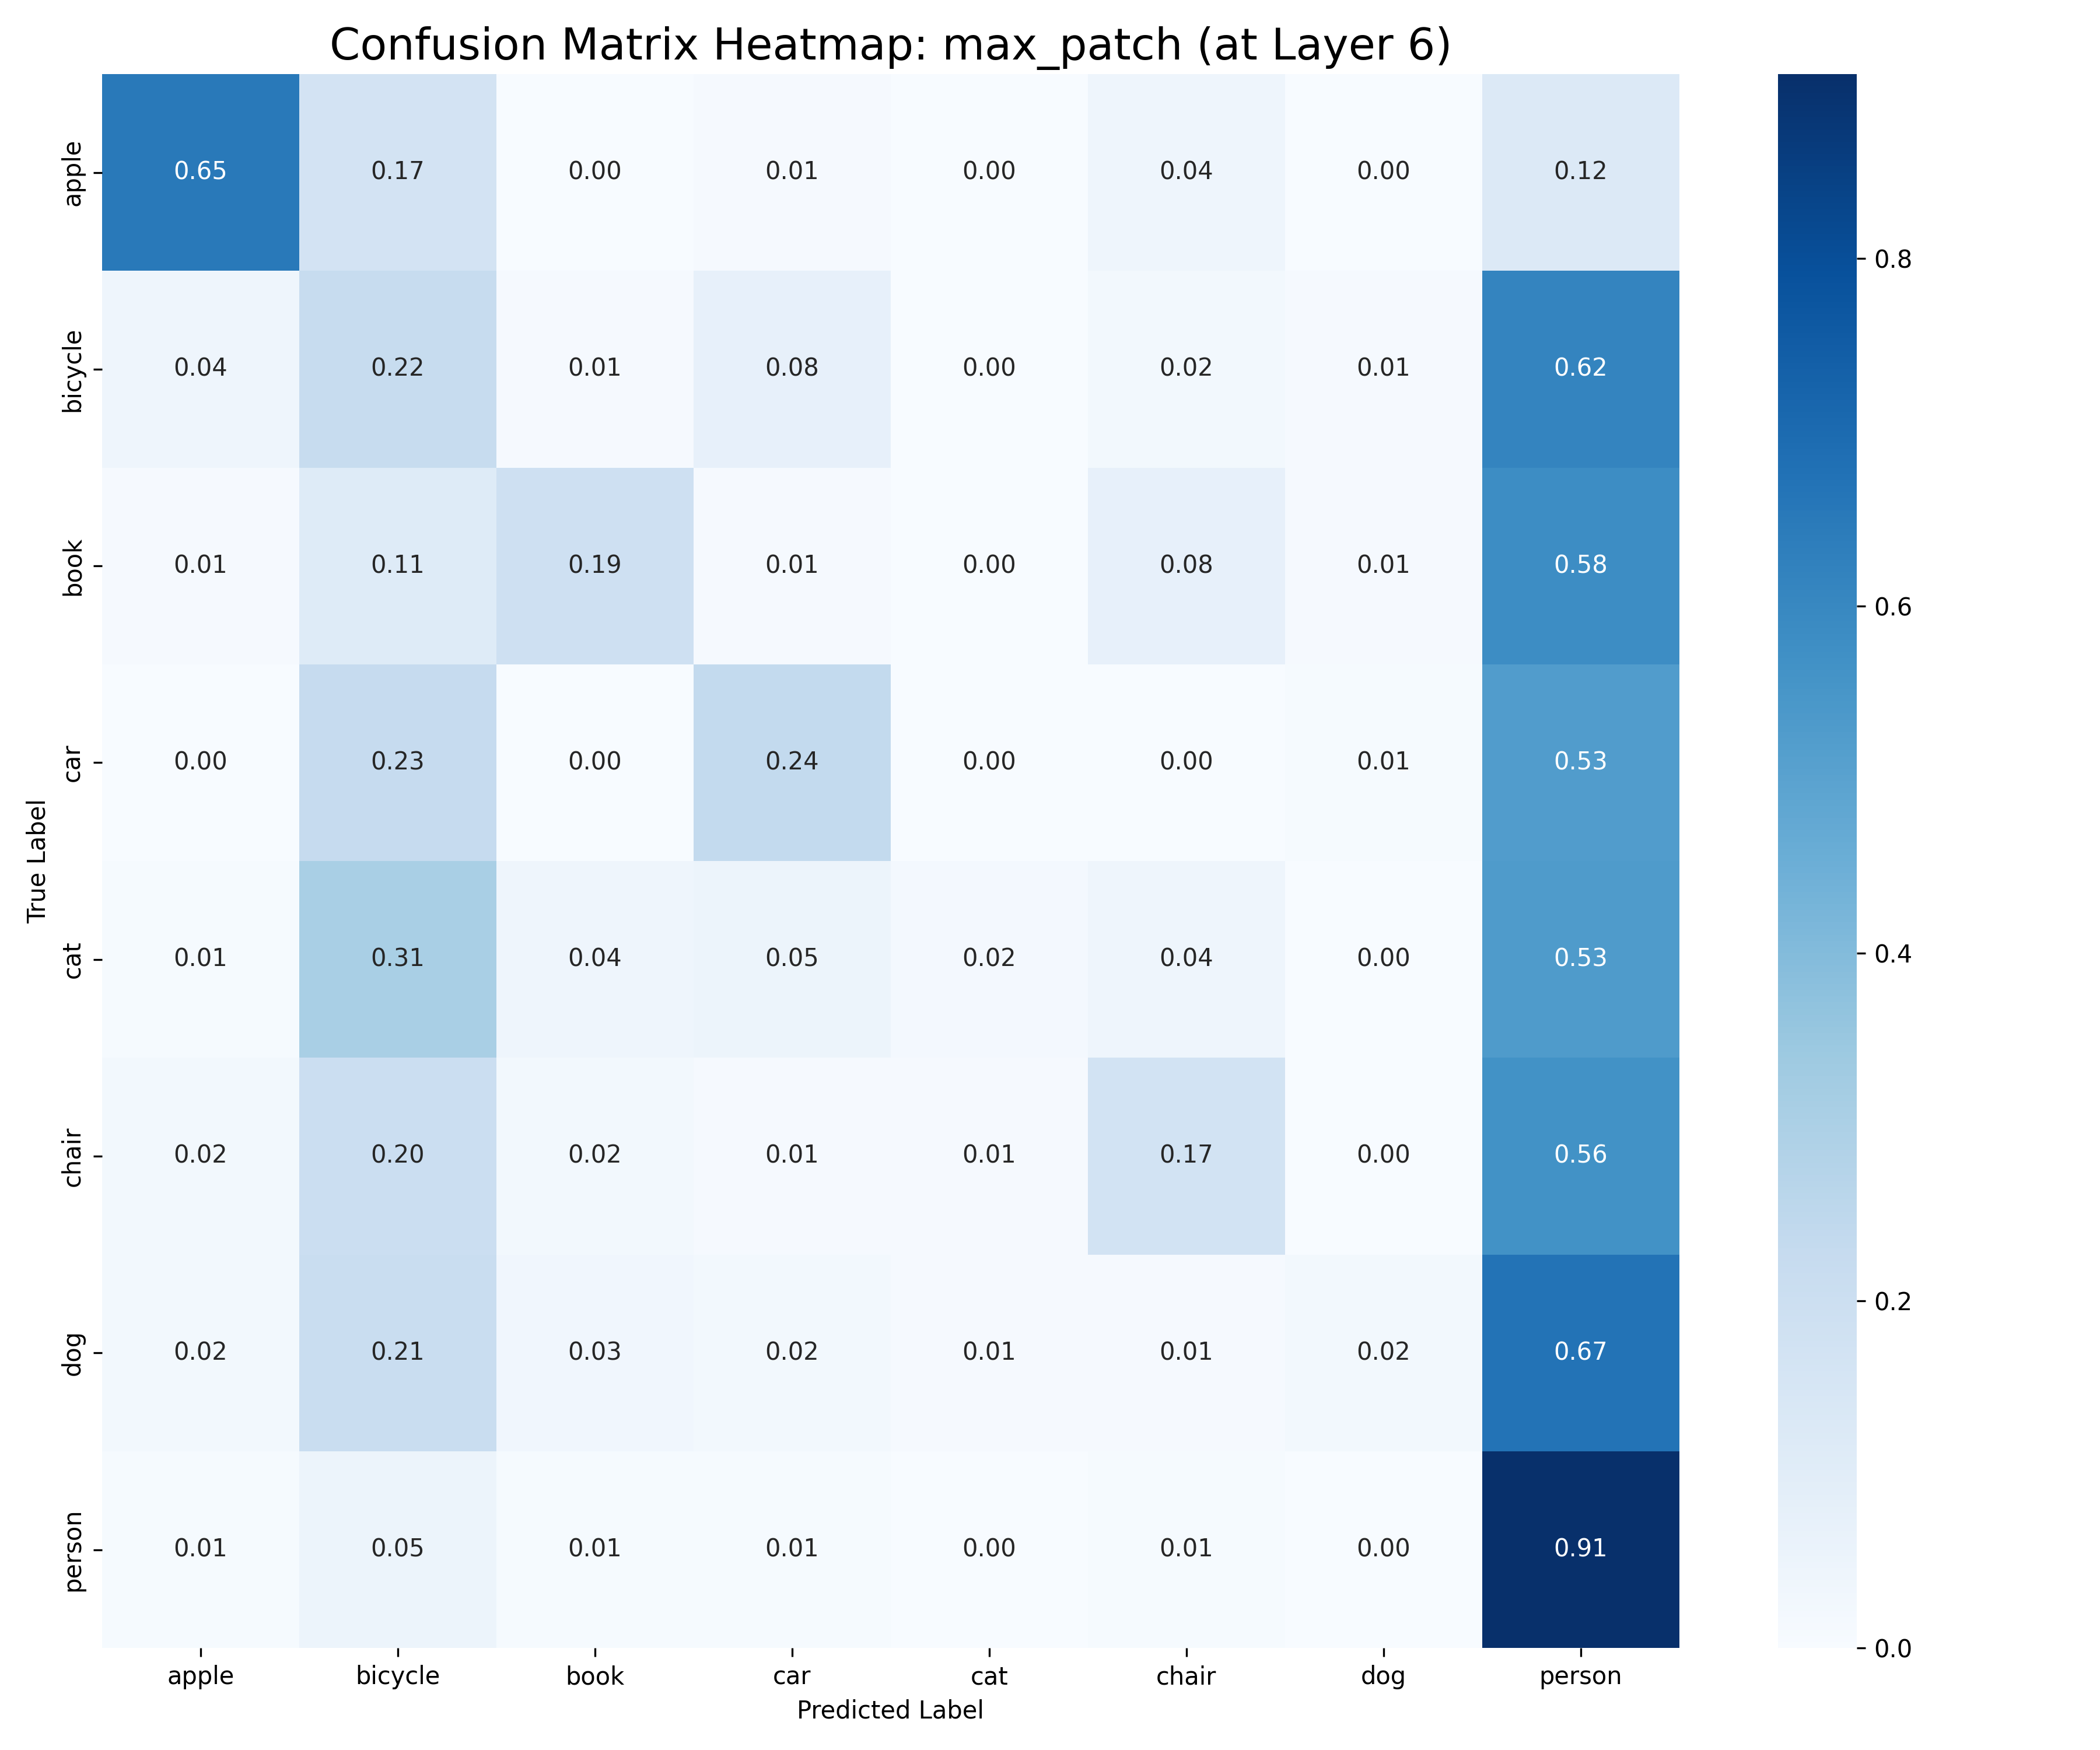 Confusion Matrix Heatmap: max_patch (at Layer 6)
True Label
apple 0.65 0.17 0.00 0.01 0.00 0.04 0.00 0.12
bicycle 0.04 0.22 0.01 0.08 0.00 0.02 0.01 0.62
book 0.01 0.11 0.19 0.01 0.00 0.08 0.01 0.58
car 0.00 0.23 0.00 0.24 0.00 0.00 0.01 0.53
cat 0.01 0.31 0.04 0.05 0.02 0.04 0.00 0.53
chair 0.02 0.20 0.02 0.01 0.01 0.17 0.00 0.56
dog 0.02 0.21 0.03 0.02 0.01 0.01 0.02 0.67
person 0.01 0.05 0.01 0.01 0.00 0.01 0.00 0.91
apple bicycle book car cat chair dog person
Predicted Label
0.8
0.6
0.4
0.2
0.0